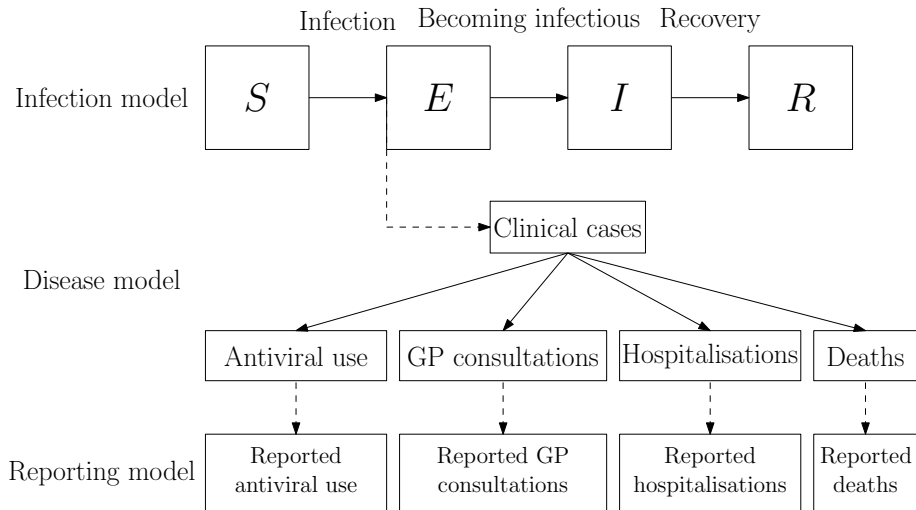 Infection
Becoming infectious
Recovery
Infection model
S
E
I
R
Clinical cases
Disease model
Antiviral use
GP consultations
Hospitalisations
Deaths
Reporting model
Reported
antiviral use
Reported GP
consultations
Reported
hospitalisations
Reported
deaths